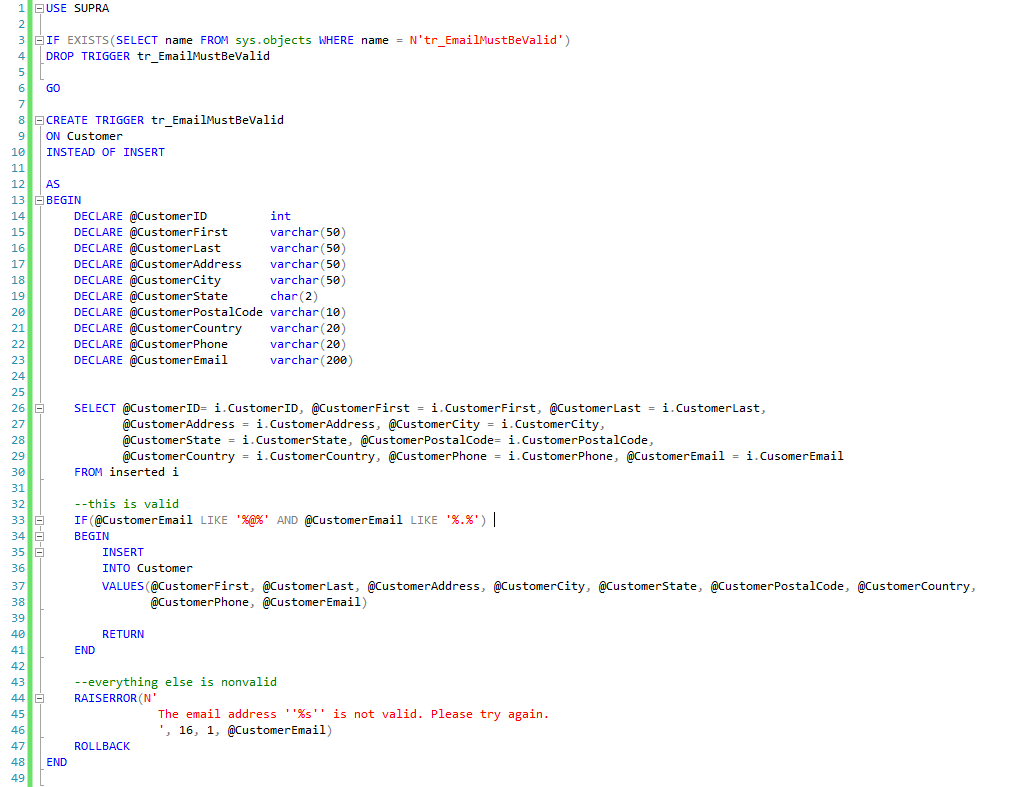 1 USE SUPRA
2
3 IF EXISTS(SELECT name FROM sys.objects WHERE name = N'tr_EmailMustBeValid')
4 DROP TRIGGER tr_EmailMustBeValid
5
6 GO
7
8 CREATE TRIGGER tr_EmailMustBeValid
9 ON Customer
10 INSTEAD OF INSERT
11
12 AS
13 BEGIN
14 DECLARE @CustomerID int
15 DECLARE @CustomerFirst varchar(50)
16 DECLARE @CustomerLast varchar(50)
17 DECLARE @CustomerAddress varchar(50)
18 DECLARE @CustomerCity varchar(50)
19 DECLARE @CustomerState char(2)
20 DECLARE @CustomerPostalCode varchar(10)
21 DECLARE @CustomerCountry varchar(20)
22 DECLARE @CustomerPhone varchar(20)
23 DECLARE @CustomerEmail varchar(200)
24
25
26 SELECT @CustomerID= i.CustomerID, @CustomerFirst = i.CustomerFirst, @CustomerLast = i.CustomerLast,
27 @CustomerAddress = i.CustomerAddress, @CustomerCity = i.CustomerCity,
28 @CustomerState = i.CustomerState, @CustomerPostalCode= i.CustomerPostalCode,
29 @CustomerCountry = i.CustomerCountry, @CustomerPhone = i.CustomerPhone, @CustomerEmail = i.CusomerEmail
30 FROM inserted i
31
32 --this is valid
33 IF(@CustomerEmail LIKE '%@%' AND @CustomerEmail LIKE '%.%')
34 BEGIN
35 INSERT
36 INTO Customer
37 VALUES(@CustomerFirst, @CustomerLast, @CustomerAddress, @CustomerCity, @CustomerState, @CustomerPostalCode, @CustomerCountry,
38 @CustomerPhone, @CustomerEmail)
39
40 RETURN
41 END
42
43 --everything else is nonvalid
44 RAISERROR(N'
45 The email address ''%s'' is not valid. Please try again.
46 ', 16, 1, @CustomerEmail)
47 ROLLBACK
48 END
49